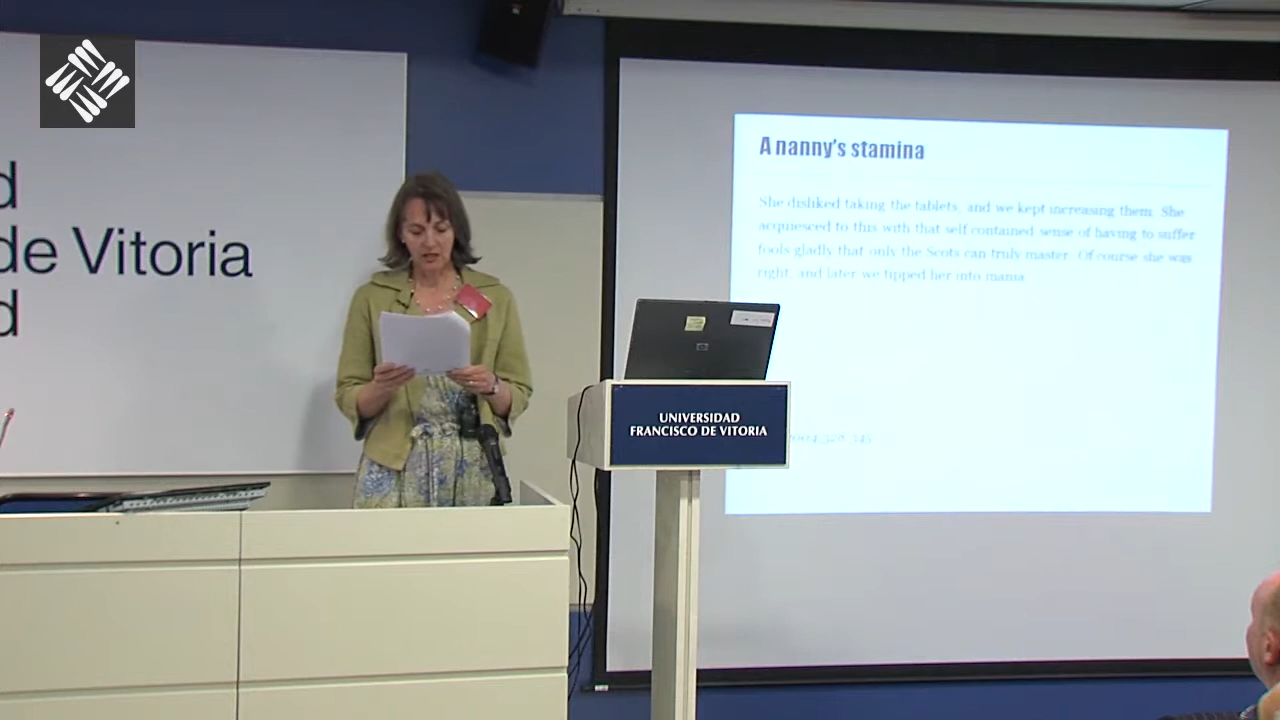 d
de Vitoria
d
A nanny's stamina
She disliked taking the tablets, and we kept increasing them. She
acquiesced to this with that self contained sense of having to suffer
fools gladly that only the Scots can truly master. Of course she was
right, and later we tipped her into mania.
UNIVERSIDAD
FRANCISCO DE VITORIA